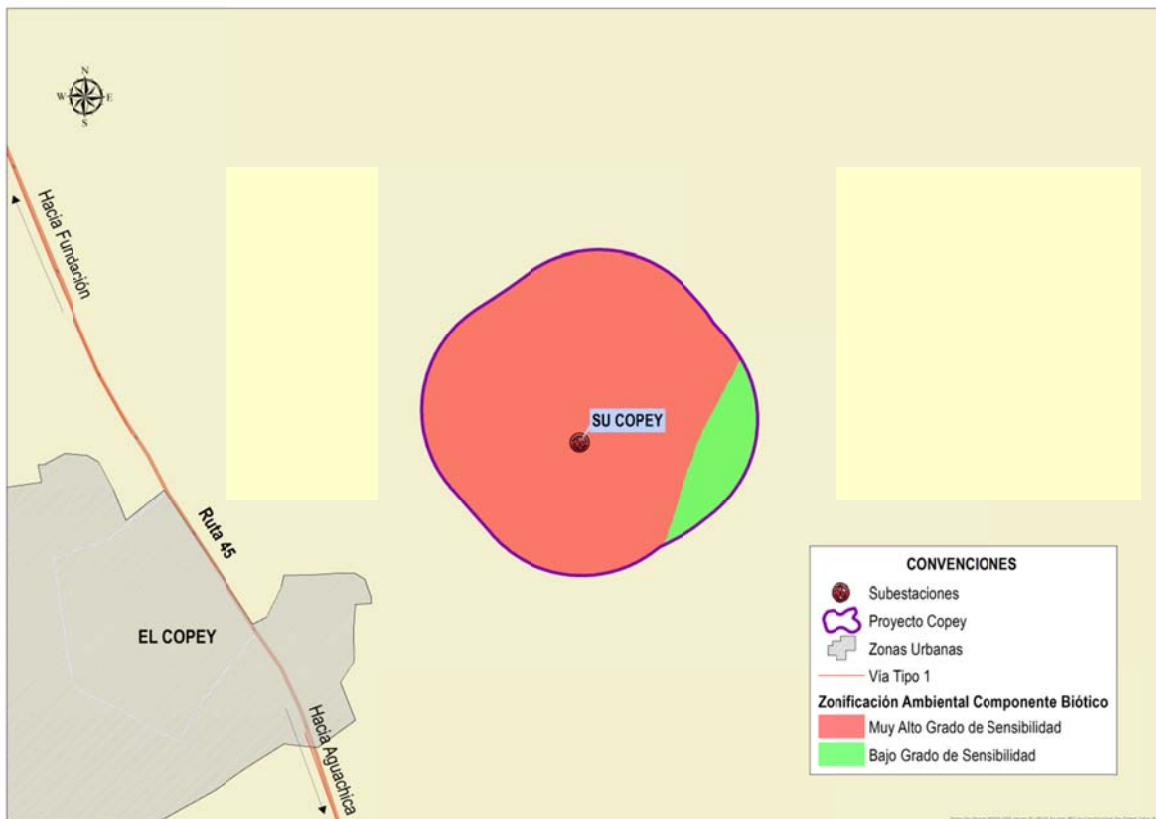 N
W E
S
Hacia Fundación
Ruta 45
SU COPEY
EL COPEY
Hacia Aguachica
CONVENCIONES
Subestaciones
Proyecto Copey
Zonas Urbanas
Via Tipo 1
Zonificación Ambiental Componente Biótico
Muy Alto Grado de Sensibilidad
Bajo Grado de Sensibilidad